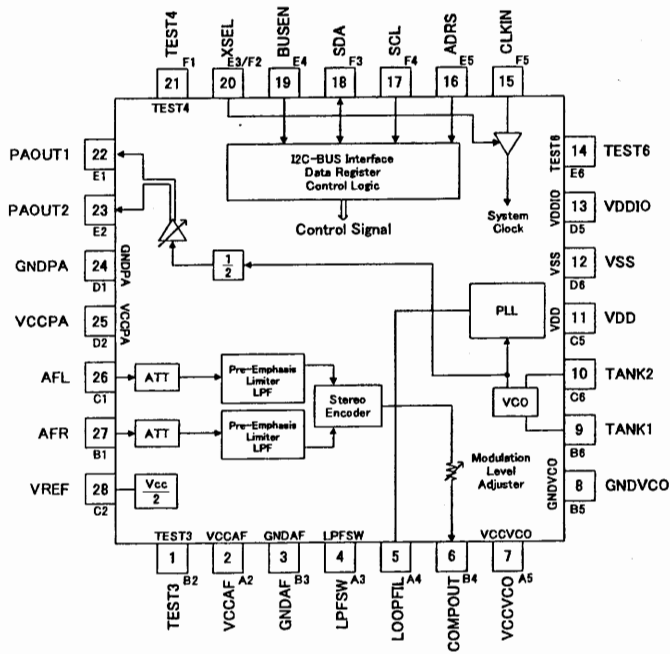 TEST4
XSEL
BUSEN
SDA
SCL
ADRS
CLKIN
F1
E3/F2
E4
F3
F4
E5
F5
21
20
19
18
17
16
15
TEST4
PAOUT1
22
E1
PAOUT2
23
E2
GNDPA
24
D1
GNDPA
VCCPA
25
D2
VCCPA
AFL
26
C1
AFR
27
B1
VREF
28
C2
I2C-BUS Interface
Data Register
Control Logic
Control Signal
System
Clock
1
2
PLL
VCO
ATT
Pre-Emphasis
Limiter
LPF
ATT
Pre-Emphasis
Limiter
LPF
Stereo
Encoder
Modulation
Level
Adjuster
Vcc
2
TEST6
14
TEST6
E6
VDDIO
13
VDDIO
D5
VSS
12
VSS
D6
VDD
11
VDD
C5
10
TANK2
C6
9
TANK1
B6
GNDVCO
8
GNDVCO
B5
TEST3
VCCAF
GNDAF
LPFSW
VCCVCO
1
2
3
4
5
6
7
B2
A2
B3
A3
A4
B4
A5
TEST3
VCCAF
GNDAF
LPFSW
LOOPFIL
COMPOUT
VCCVCO